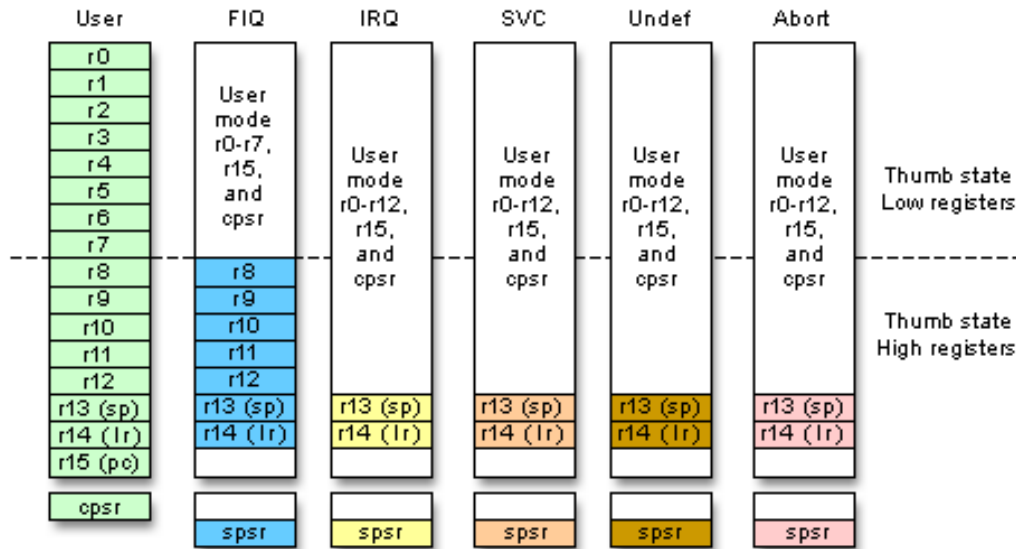 User FIQ IRQ SVC Undef Abort
r0
r1
r2
r3
r4
r5
r6
r7
r8
r9
r10
r11
r12
r13 (sp)
r14 (lr)
r15 (pc)
cpsr
User
mode
r0-r7,
r15,
and
cpsr
r8
r9
r10
r11
r12
r13 (sp)
r14 (lr)
spsr
User
mode
r0-r12,
r15,
and
cpsr
r13 (sp)
r14 (lr)
spsr
User
mode
r0-r12,
r15,
and
cpsr
r13 (sp)
r14 (lr)
spsr
User
mode
r0-r12,
r15,
and
cpsr
r13 (sp)
r14 (lr)
spsr
User
mode
r0-r12,
r15,
and
cpsr
r13 (sp)
r14 (lr)
spsr
Thumb state
Low registers
Thumb state
High registers